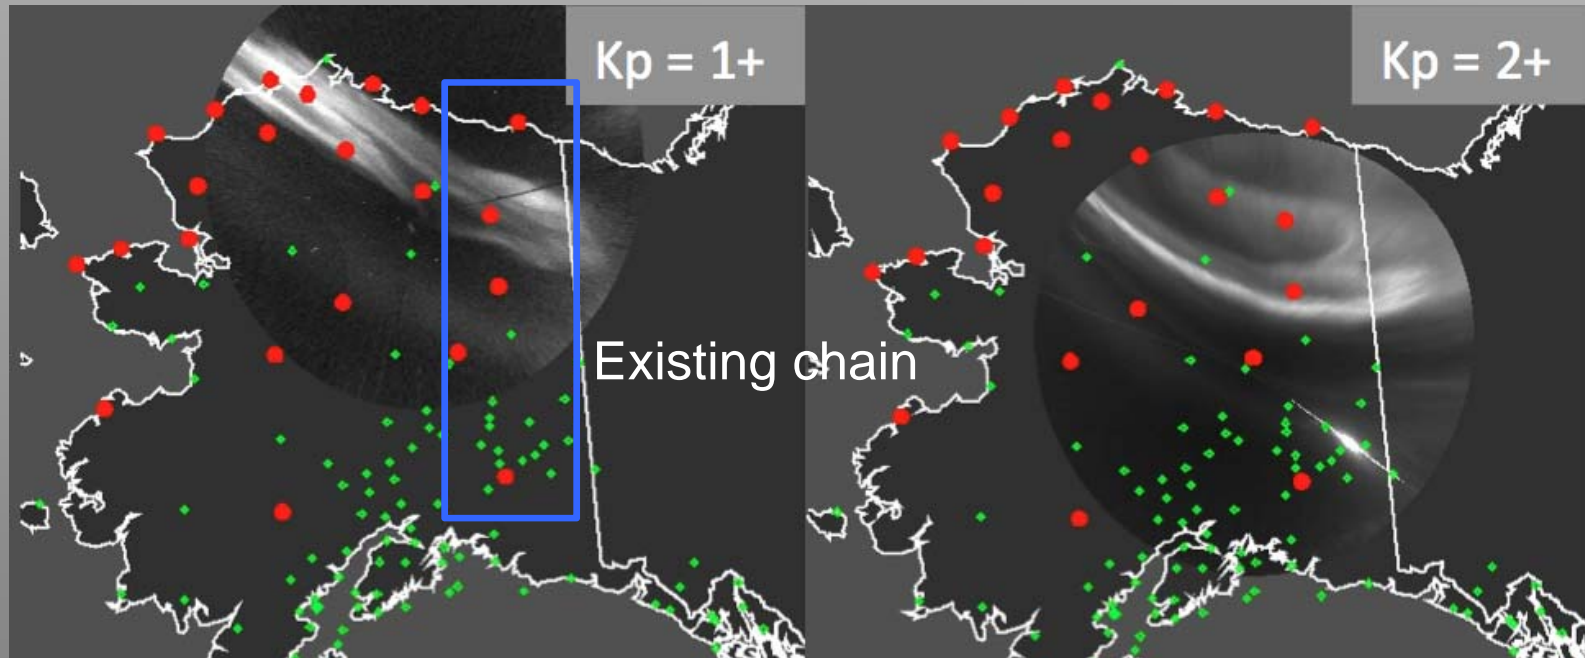 Kp = 1+
Kp = 2+
Existing chain